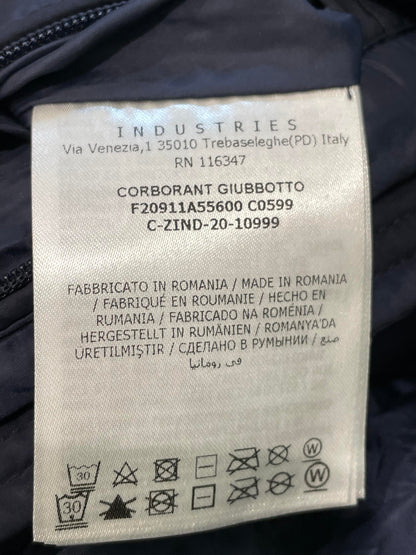 INDUSTRIES
Via Venezia,1 35010 Trebaseleghe(PD) Italy
RN 116347
CORBORANT GIUBBOTTO
F20911A55600 C0599
C-ZIND-20-10999
FABBRICATO IN ROMANIA / MADE IN ROMANIA
/ FABRIQUÉ EN ROUMANIE / HECHO EN
RUMANIA / FABRICADO NA ROMÉNIA /
HERGESTELLT IN RUMÄNIEN / ROMANYA'DA
URETILMIŞTIR / СДЕЛАНО В РУМЫНИИ / صنع
في رومانيا
30
W
30
W